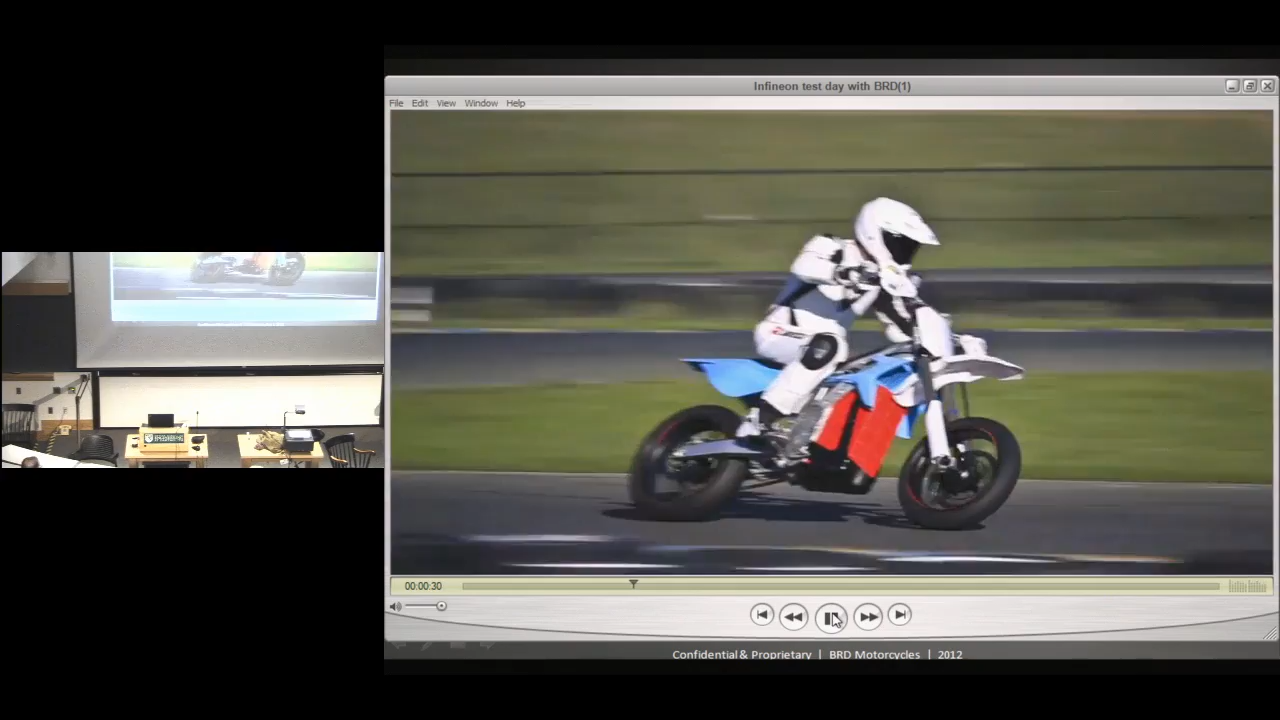 Infineon test day with BRD(1)
File Edit View Window Help
00:00:30
Confidential & Proprietary | BRD Motorcycles | 2012